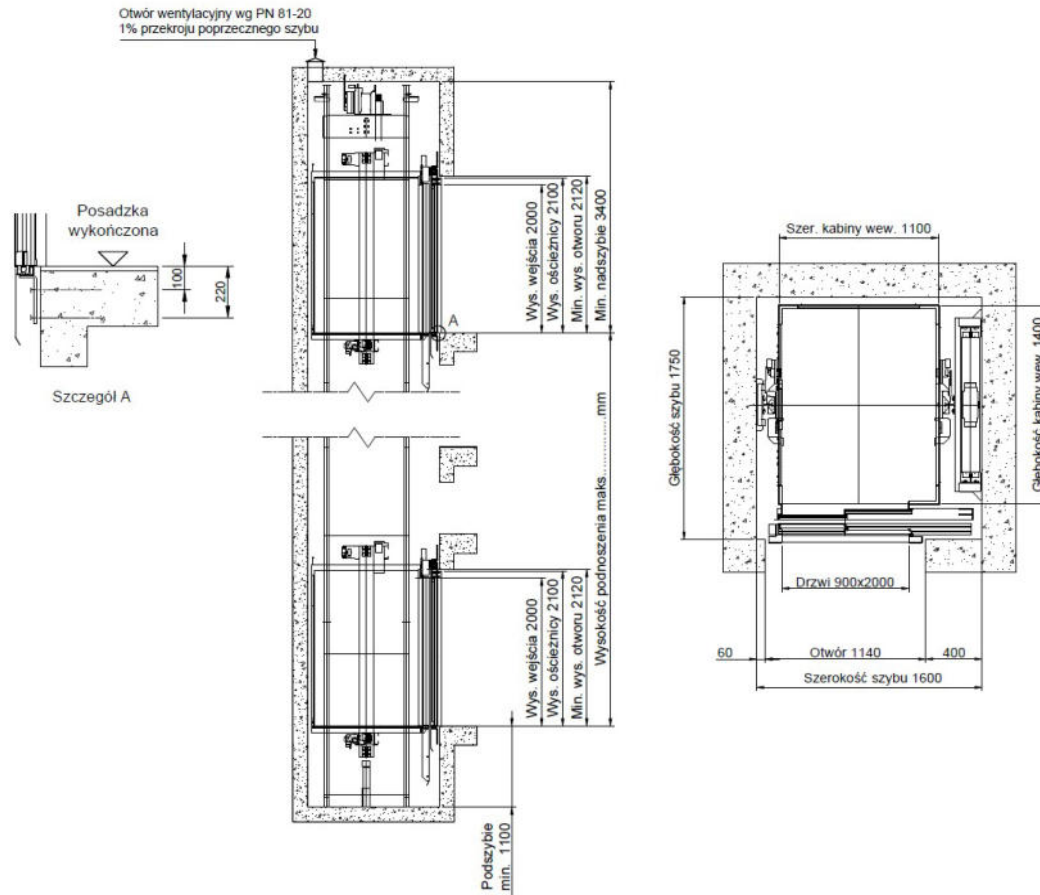 Otwór wentylacyjny wg PN 81-20
1% przekroju poprzecznego szybu
Posadzka
wykończona
100
220
Szczegół A
A
Wys. wejścia 2000
Wys. ościeżnicy 2100
Min. wys. otworu 2120
Min. nadszybie 3400
Wysokość podnoszenia maks..........mm
Wys. wejścia 2000
Wys. ościeżnicy 2100
Min. wys. otworu 2120
Podszybie
min. 1100
Szer. kabiny wew. 1100
Głębokość szybu 1750
Głębokość kabiny wew. 1400
Drzwi 900x2000
60
Otwór 1140
400
Szerokość szybu 1600